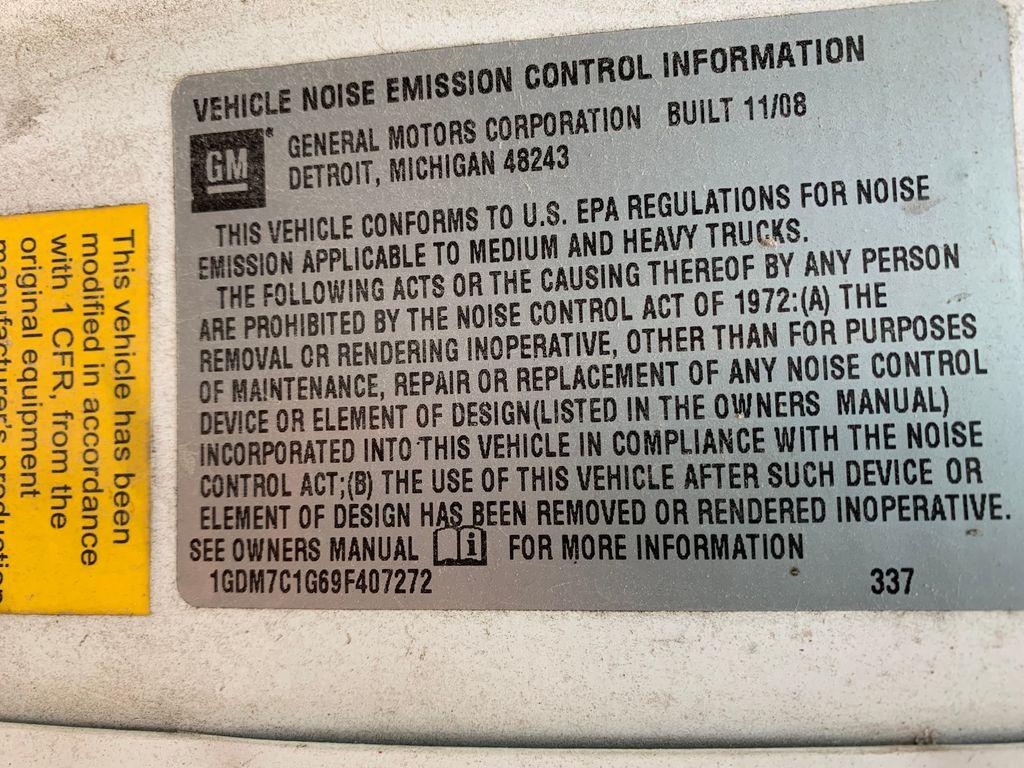 VEHICLE NOISE EMISSION CONTROL INFORMATION
GM
GENERAL MOTORS CORPORATION BUILT 11/08
DETROIT, MICHIGAN 48243
THIS VEHICLE CONFORMS TO U.S. EPA REGULATIONS FOR NOISE
EMISSION APPLICABLE TO MEDIUM AND HEAVY TRUCKS.
THE FOLLOWING ACTS OR THE CAUSING THEREOF BY ANY PERSON
ARE PROHIBITED BY THE NOISE CONTROL ACT OF 1972:(A) THE
REMOVAL OR RENDERING INOPERATIVE, OTHER THAN FOR PURPOSES
OF MAINTENANCE, REPAIR OR REPLACEMENT OF ANY NOISE CONTROL
DEVICE OR ELEMENT OF DESIGN(LISTED IN THE OWNERS MANUAL)
INCORPORATED INTO THIS VEHICLE IN COMPLIANCE WITH THE NOISE
CONTROL ACT;(B) THE USE OF THIS VEHICLE AFTER SUCH DEVICE OR
ELEMENT OF DESIGN HAS BEEN REMOVED OR RENDERED INOPERATIVE.
SEE OWNERS MANUAL i FOR MORE INFORMATION
1GDM7C1G69F407272 337
This vehicle has been
modified in accordance
with 1 CFR, from the
original equipment
manufacturer's